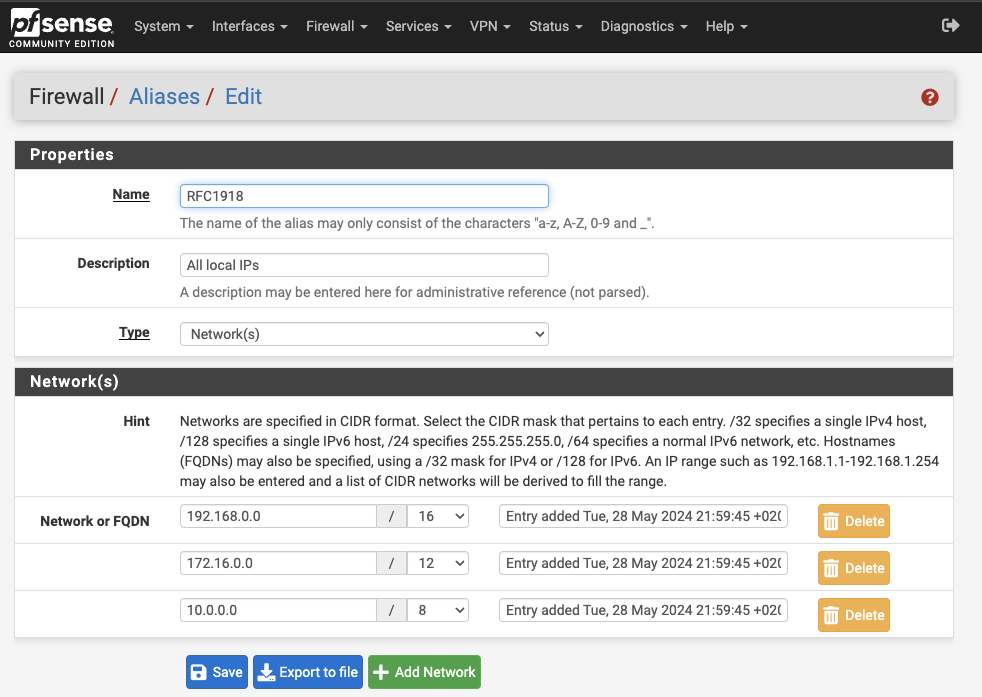 pfsense
COMMUNITY EDITION
System Interfaces Firewall Services VPN Status Diagnostics Help
Firewall / Aliases / Edit
?
Properties
Name
RFC1918
The name of the alias may only consist of the characters "a-z, A-Z, 0-9 and _".
Description
All local IPs
A description may be entered here for administrative reference (not parsed).
Type
Network(s)
Network(s)
Hint
Networks are specified in CIDR format. Select the CIDR mask that pertains to each entry. /32 specifies a single IPv4 host,
/128 specifies a single IPv6 host, /24 specifies 255.255.255.0, /64 specifies a normal IPv6 network, etc. Hostnames
(FQDNs) may also be specified, using a /32 mask for IPv4 or /128 for IPv6. An IP range such as 192.168.1.1-192.168.1.254
may also be entered and a list of CIDR networks will be derived to fill the range.
Network or FQDN
192.168.0.0 / 16 Entry added Tue, 28 May 2024 21:59:45 +020 Delete
172.16.0.0 / 12 Entry added Tue, 28 May 2024 21:59:45 +020 Delete
10.0.0.0 / 8 Entry added Tue, 28 May 2024 21:59:45 +020 Delete
Save Export to file Add Network